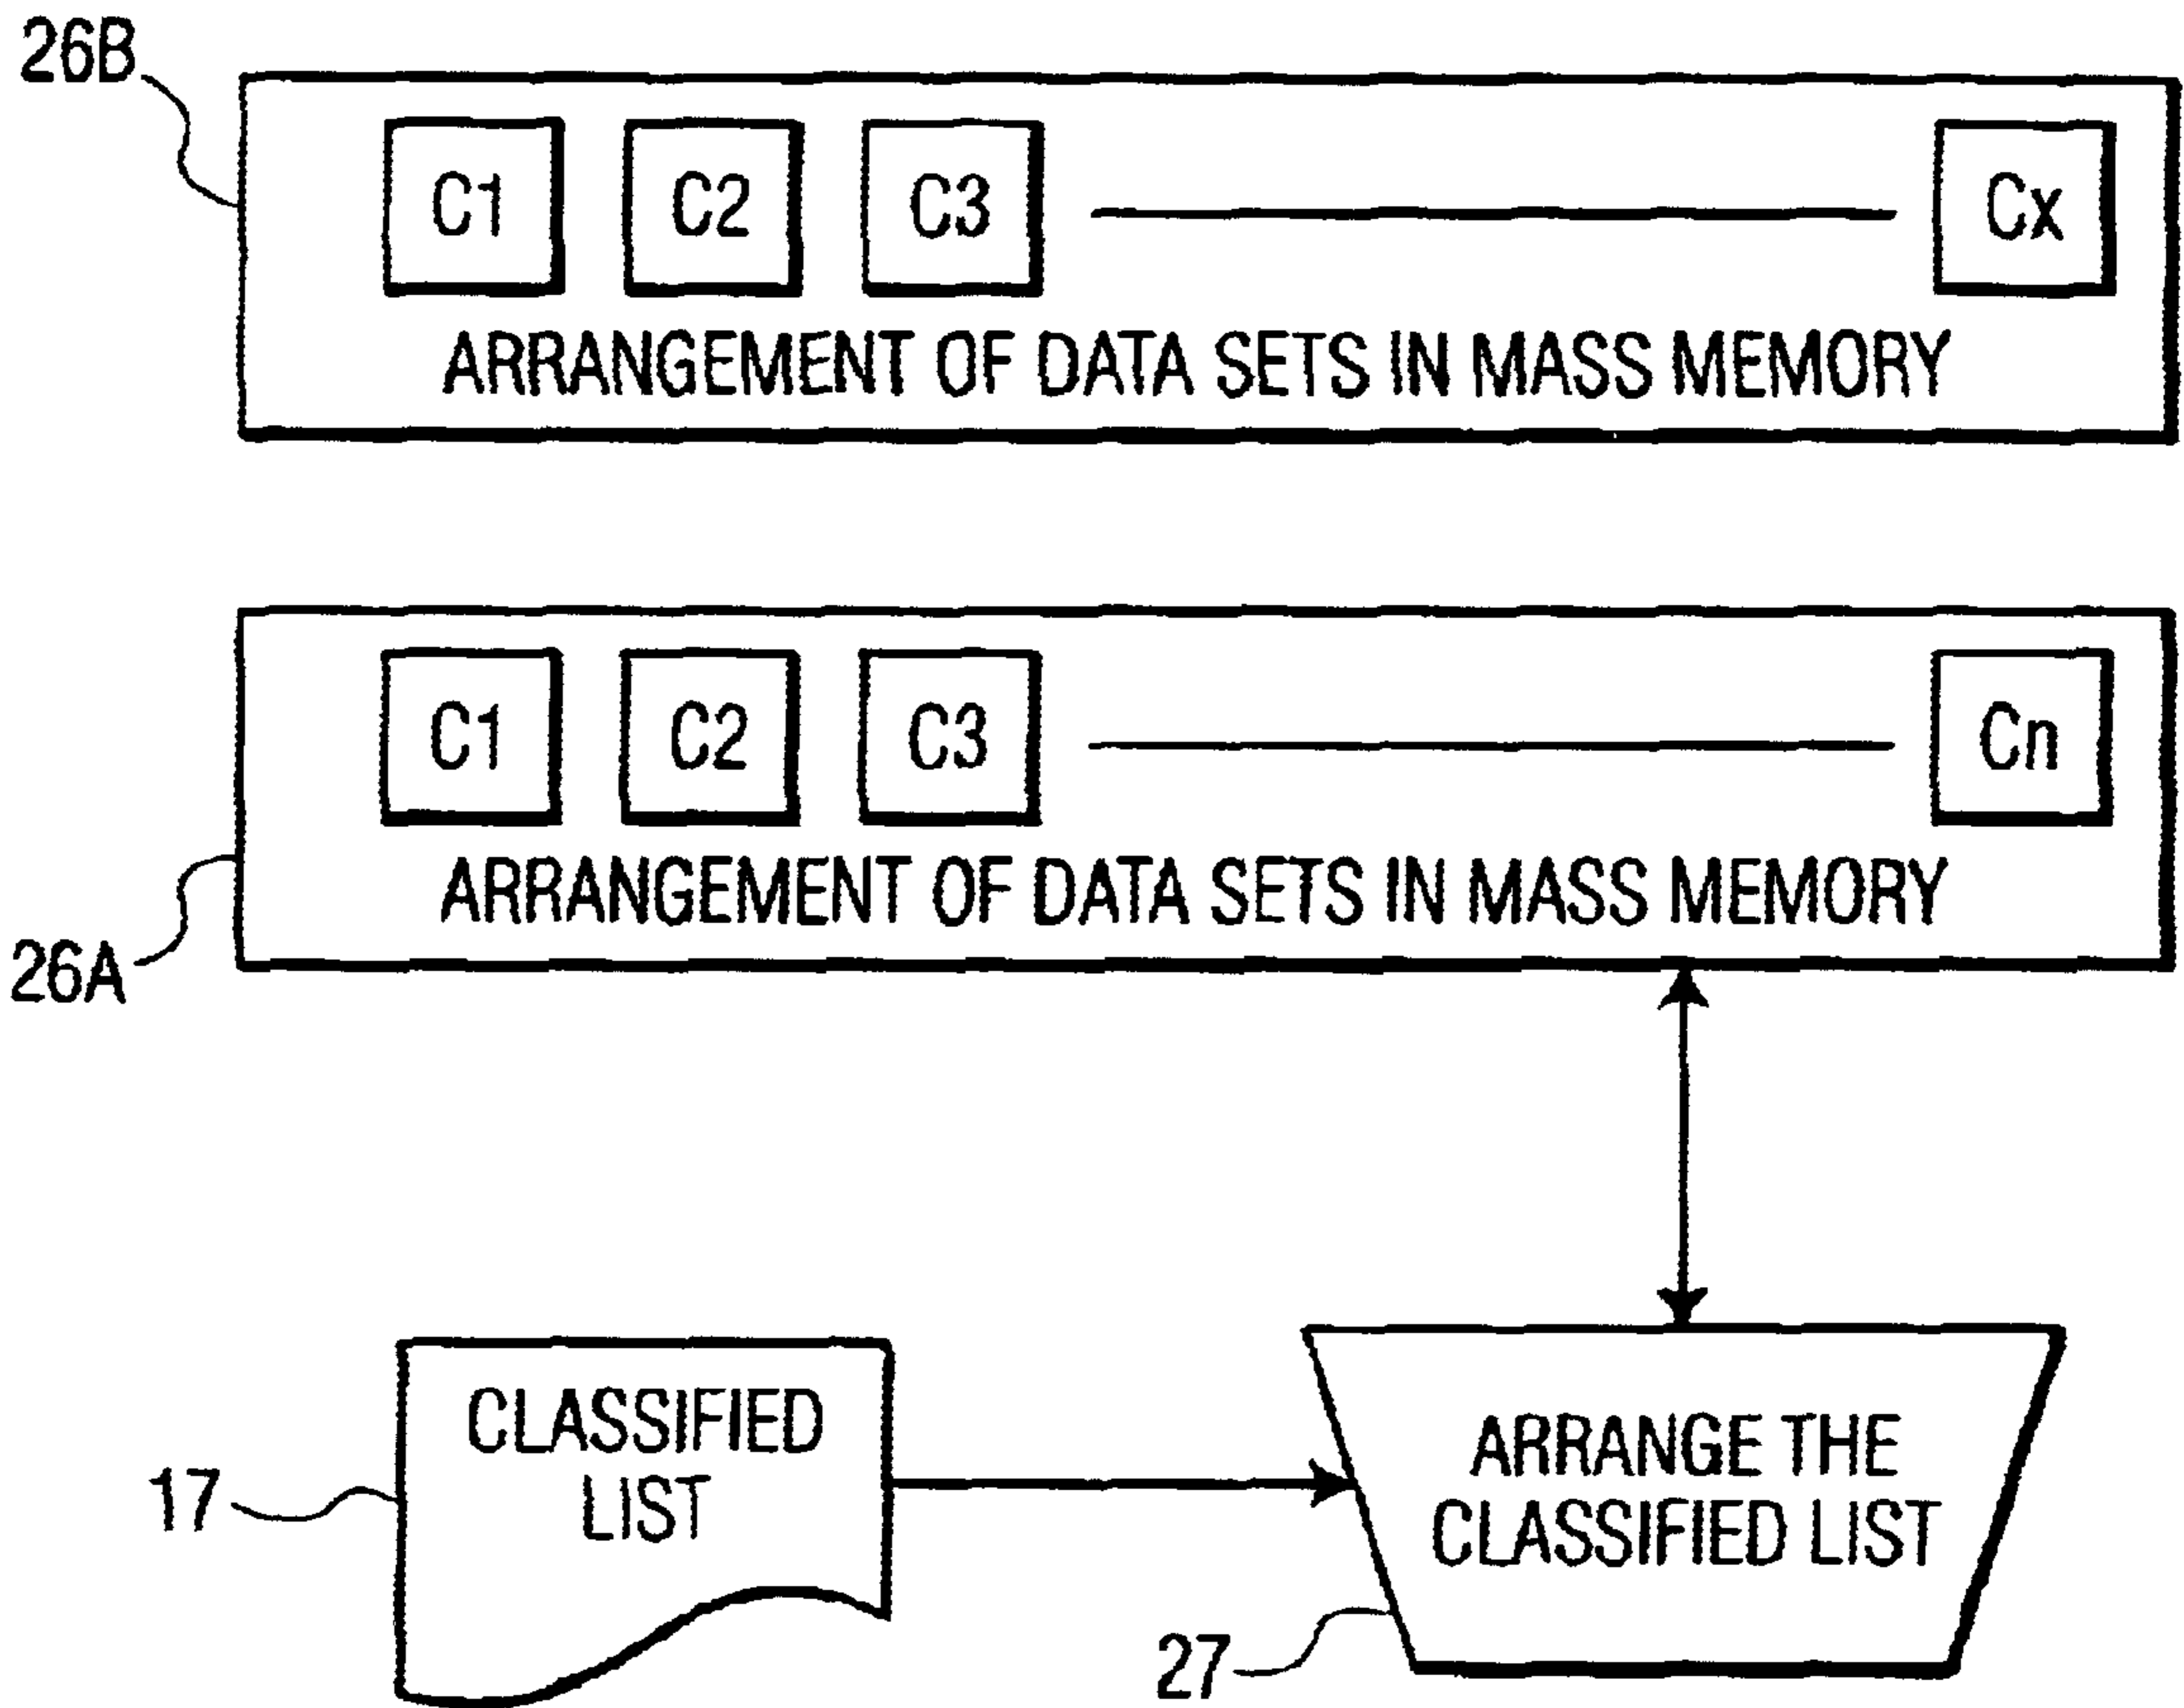 26B
C1 C2 C3 Cx
ARRANGEMENT OF DATA SETS IN MASS MEMORY
C1 C2 C3 Cn
ARRANGEMENT OF DATA SETS IN MASS MEMORY
26A
CLASSIFIED
LIST
17
ARRANGE THE
CLASSIFIED LIST
27